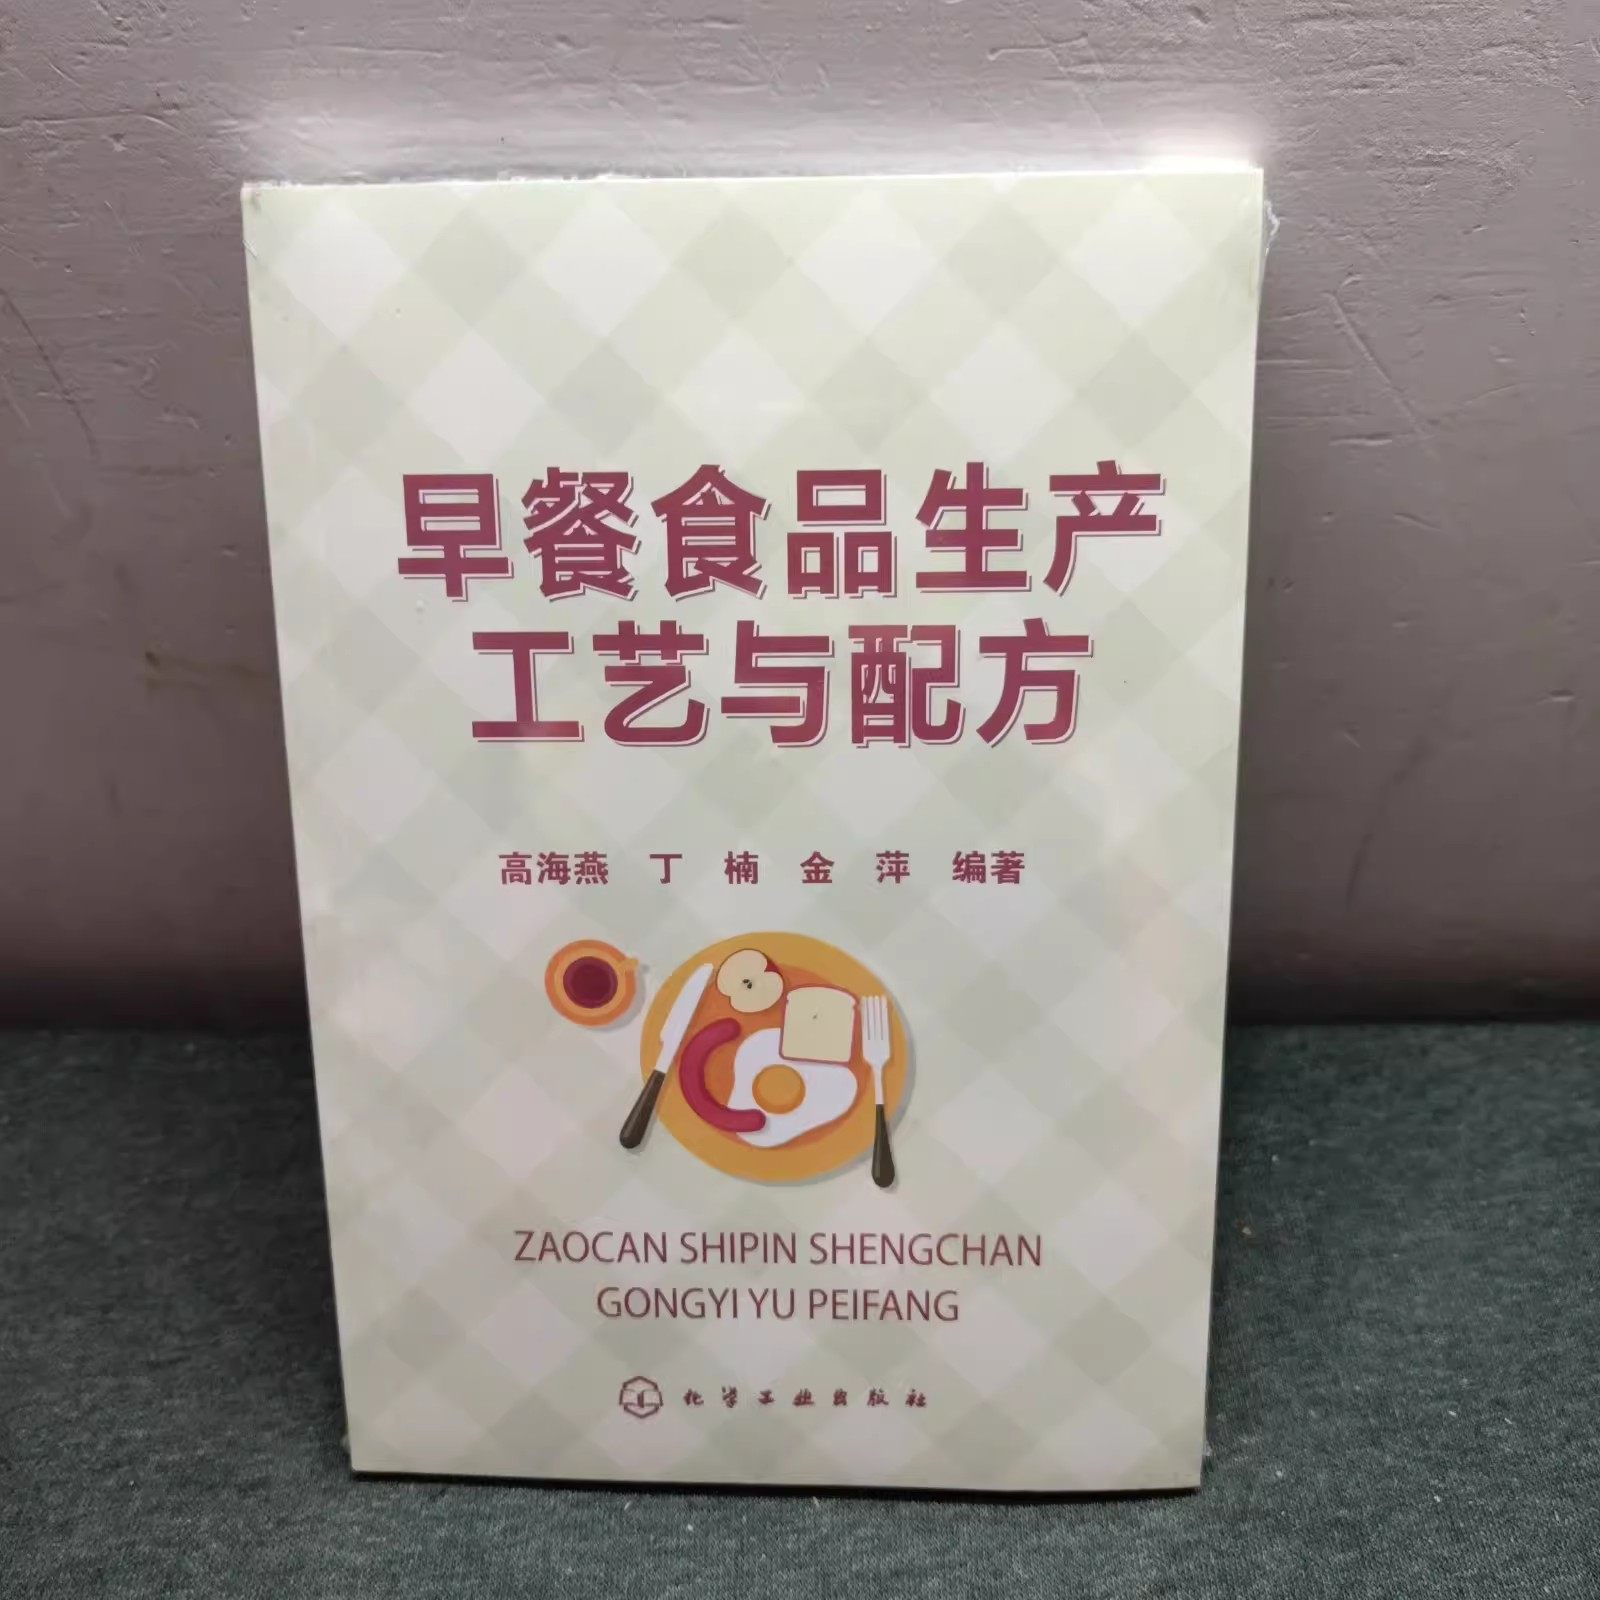 早餐食品生产
工艺与配方
高海燕 丁 楠 金 萍 编著
ZAOCAN SHIPIN SHENGCHAN
GONGYI YU PEIFANG
化学工业出版社